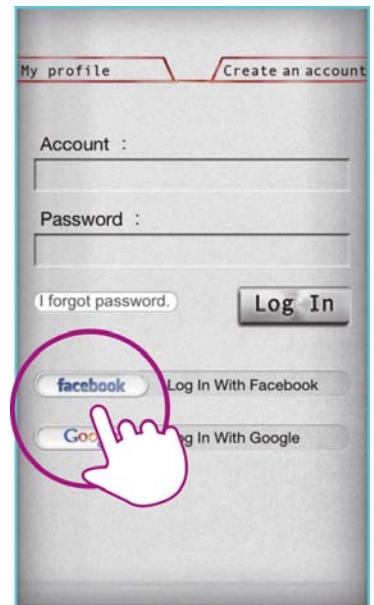 My profile
Create an account
Account :
Password :
I forgot password.
Log In
facebook Log In With Facebook
Log In With Google